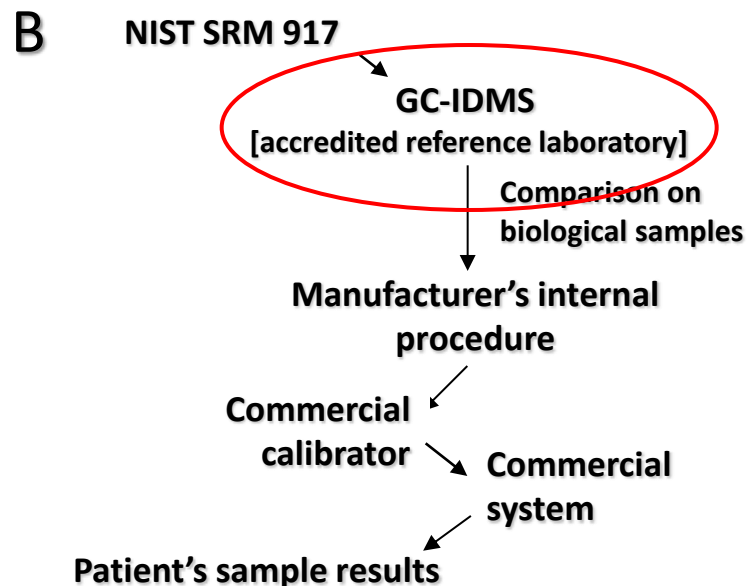 B
NIST SRM 917
GC-IDMS
[accredited reference laboratory]
Comparison on
biological samples
Manufacturer’s internal
procedure
Commercial
calibrator
Commercial
system
Patient’s sample results